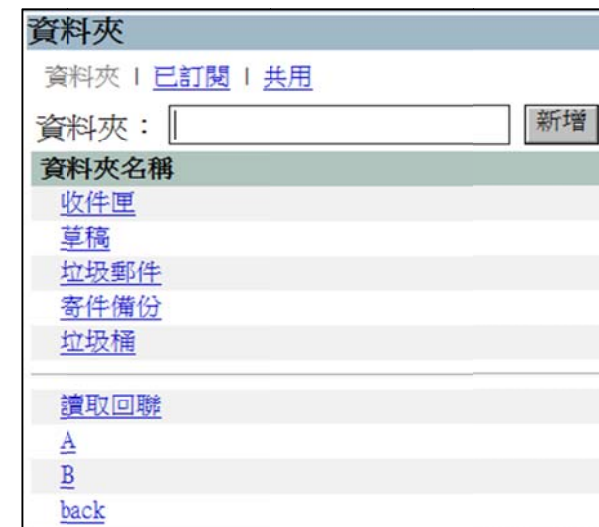 資料夾
資料夾 | 已訂閱 | 共用
資料夾： 新增
資料夾名稱
收件匣
草稿
垃圾郵件
寄件備份
垃圾桶
讀取回聯
A
B
back